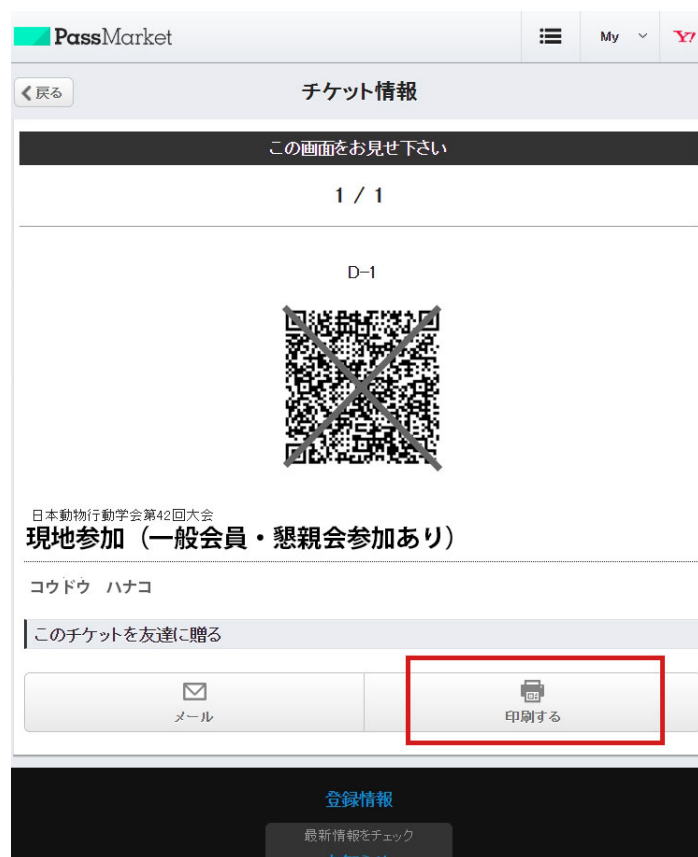 PassMarket
My
Y!
戻る
チケット情報
この画面をお見せ下さい
1 / 1
D-1
日本動物行動学会第42回大会
現地参加（一般会員・懇親会参加あり）
コウドウ ハナコ
このチケットを友達に贈る
メール
印刷する
登録情報
最新情報をチェック